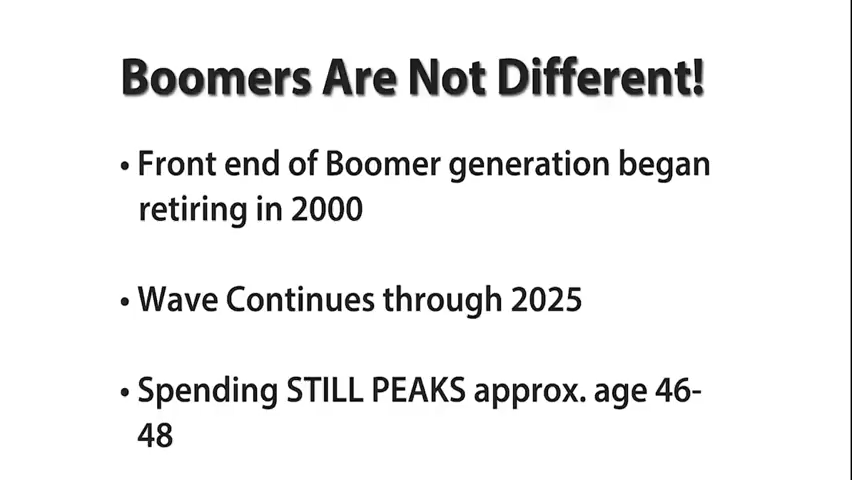 Boomers Are Not Different!
• Front end of Boomer generation began
retiring in 2000
• Wave Continues through 2025
• Spending STILL PEAKS approx. age 46-
48